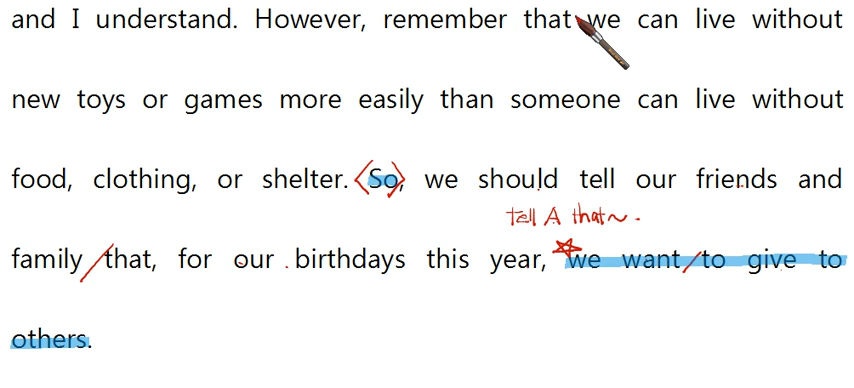 and I understand. However, remember that we can live without
new toys or games more easily than someone can live without
food, clothing, or shelter. <So,> we should tell our friends and
tell A that~.
family / that, for our birthdays this year, we want / to give to
others.